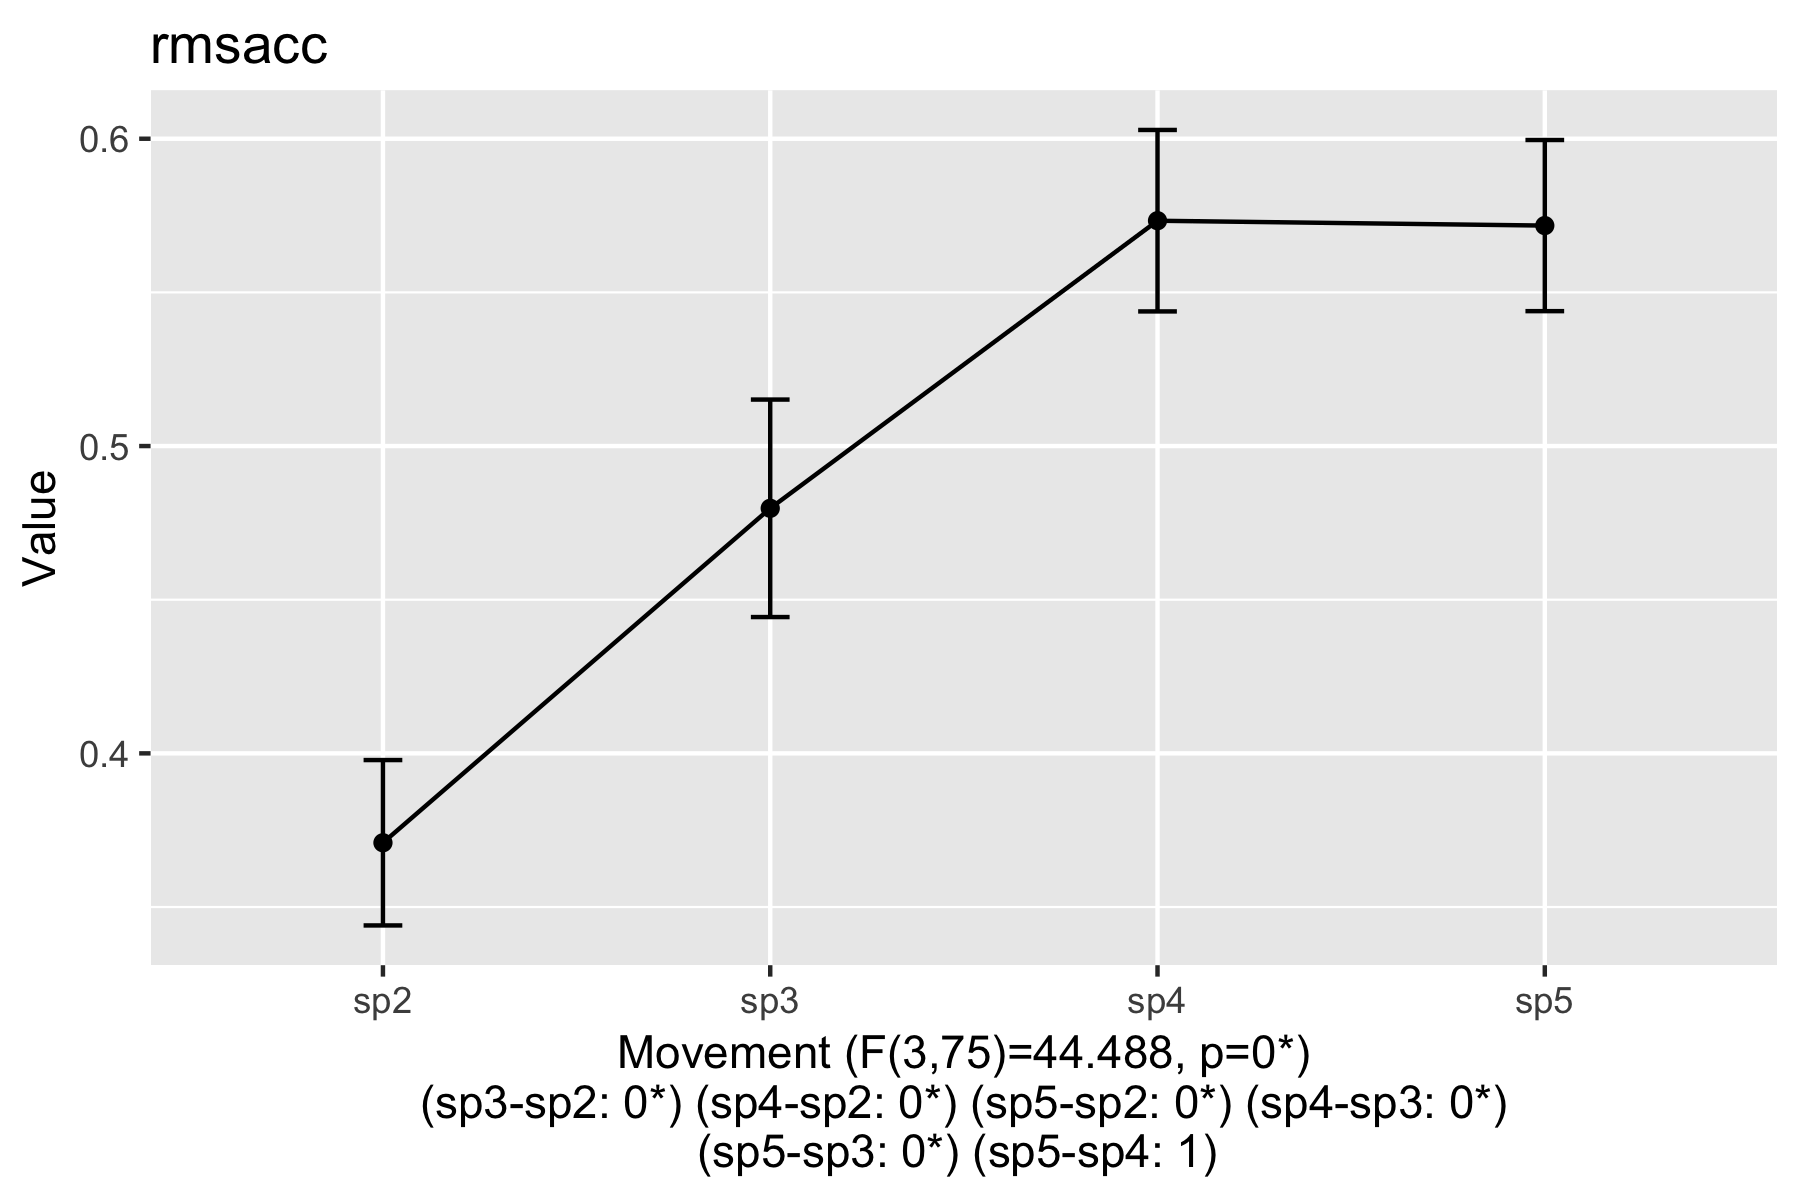 rmsacc
0.6
0.5
0.4
Value
sp2 sp3 sp4 sp5
Movement (F(3,75)=44.488, p=0*)
(sp3-sp2: 0*) (sp4-sp2: 0*) (sp5-sp2: 0*) (sp4-sp3: 0*)
(sp5-sp3: 0*) (sp5-sp4: 1)